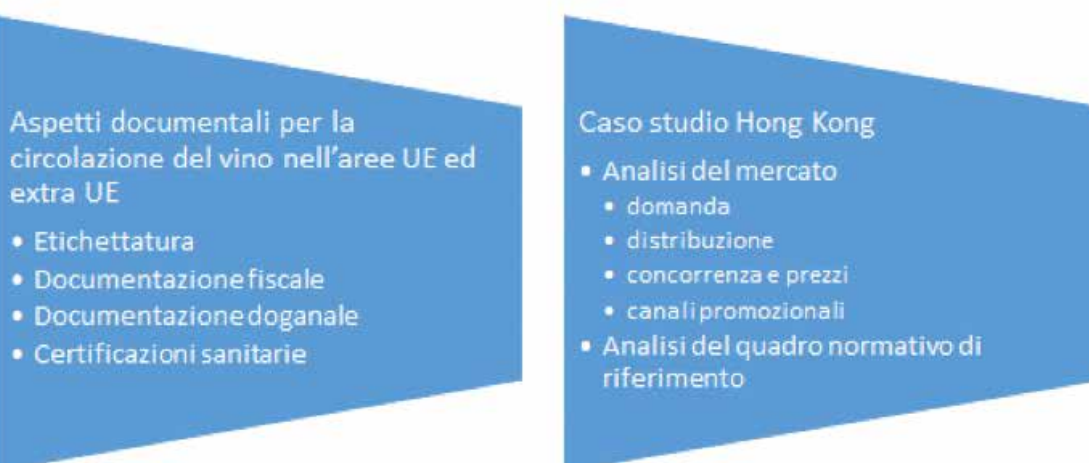 Aspetti documentali per la
circolazione del vino nell'aree UE ed
extra UE
• Etichettatura
• Documentazione fiscale
• Documentazione doganale
• Certificazioni sanitarie
Caso studio Hong Kong
• Analisi del mercato
• domanda
• distribuzione
• concorrenza e prezzi
• canali promozionali
• Analisi del quadro normativo di
riferimento